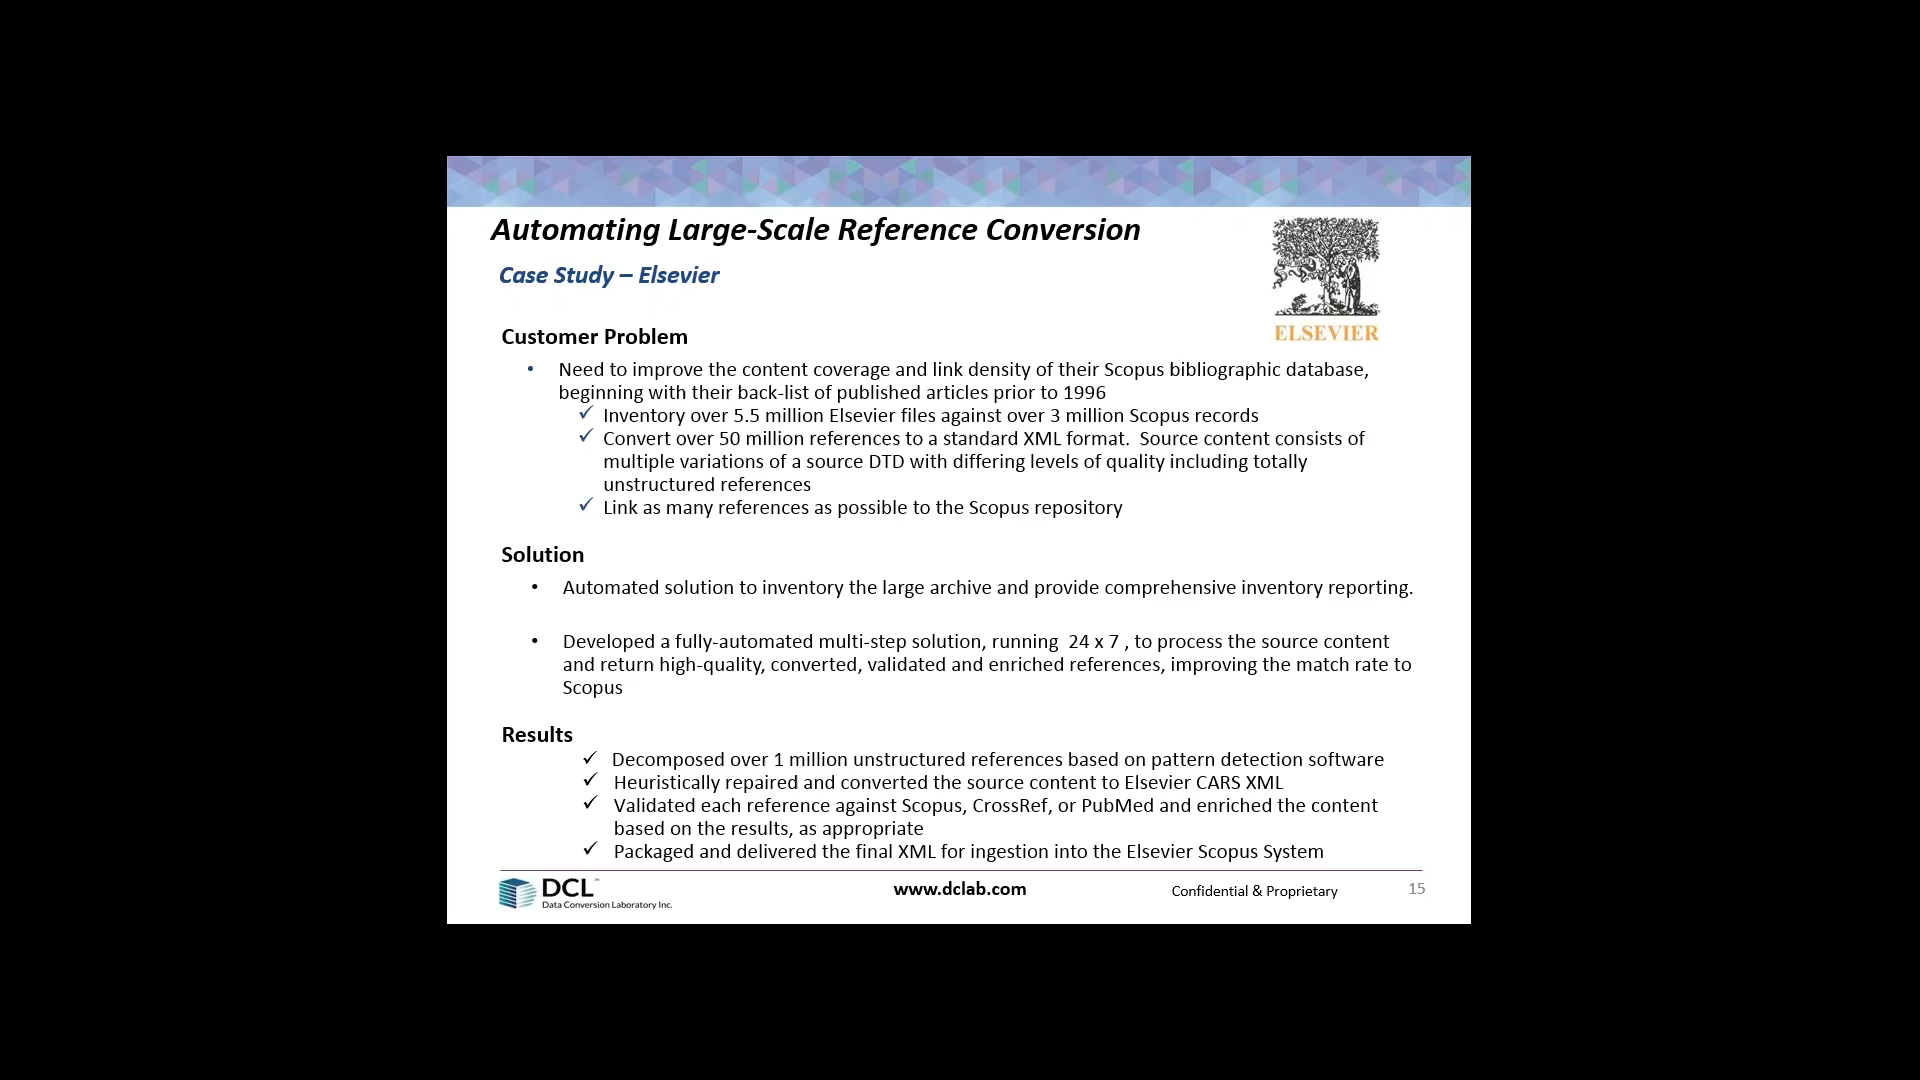 Automating Large-Scale Reference Conversion
Case Study – Elsevier
ELSEVIER
Customer Problem
• Need to improve the content coverage and link density of their Scopus bibliographic database,
beginning with their back-list of published articles prior to 1996
✓ Inventory over 5.5 million Elsevier files against over 3 million Scopus records
✓ Convert over 50 million references to a standard XML format.  Source content consists of
multiple variations of a source DTD with differing levels of quality including totally
unstructured references
✓ Link as many references as possible to the Scopus repository
Solution
• Automated solution to inventory the large archive and provide comprehensive inventory reporting.
• Developed a fully-automated multi-step solution, running  24 x 7 , to process the source content
and return high-quality, converted, validated and enriched references, improving the match rate to
Scopus
Results
✓ Decomposed over 1 million unstructured references based on pattern detection software
✓ Heuristically repaired and converted the source content to Elsevier CARS XML
✓ Validated each reference against Scopus, CrossRef, or PubMed and enriched the content
based on the results, as appropriate
✓ Packaged and delivered the final XML for ingestion into the Elsevier Scopus System
DCL™
Data Conversion Laboratory Inc.
www.dclab.com
Confidential & Proprietary
15